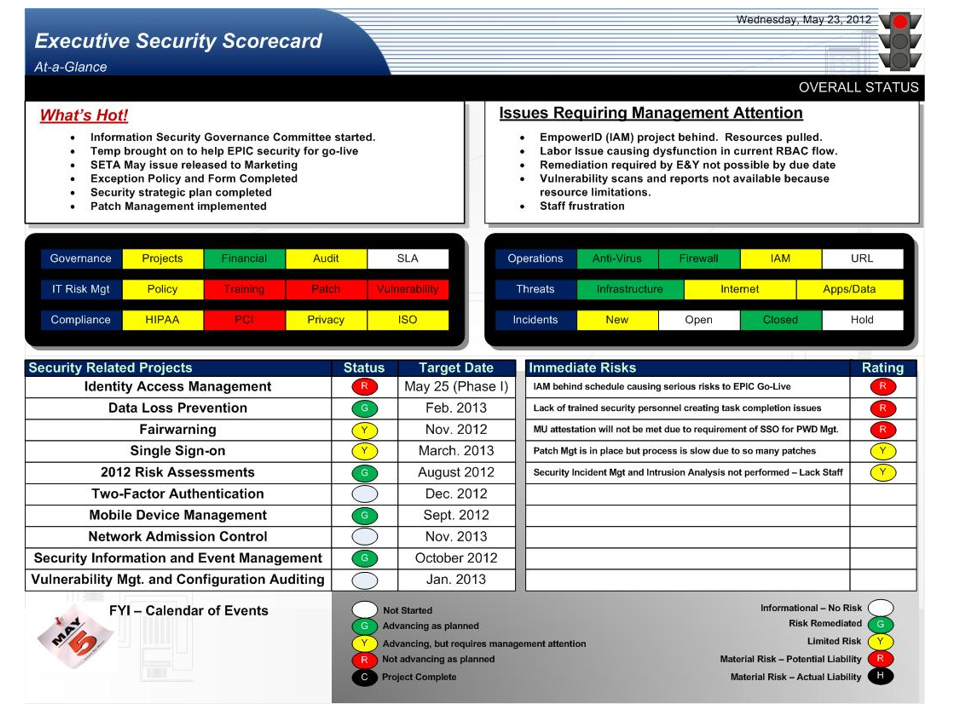 Wednesday, May 23, 2012
Executive Security Scorecard
At-a-Glance
OVERALL STATUS
What's Hot!
• Information Security Governance Committee started.
• Temp brought on to help EPIC security for go-live
• SETA May issue released to Marketing
• Exception Policy and Form Completed
• Security strategic plan completed
• Patch Management implemented
Issues Requiring Management Attention
• EmpowerID (IAM) project behind. Resources pulled.
• Labor Issue causing dysfunction in current RBAC flow.
• Remediation required by E&Y not possible by due date
• Vulnerability scans and reports not available because
resource limitations.
• Staff frustration
Governance Projects Financial Audit SLA
IT Risk Mgt Policy Training Patch Vulnerability
Compliance HIPAA PCI Privacy ISO
Operations Anti-Virus Firewall IAM URL
Threats Infrastructure Internet Apps/Data
Incidents New Open Closed Hold
Security Related Projects Status Target Date
Identity Access Management R May 25 (Phase I)
Data Loss Prevention G Feb. 2013
Fairwarning Y Nov. 2012
Single Sign-on Y March. 2013
2012 Risk Assessments G August 2012
Two-Factor Authentication Dec. 2012
Mobile Device Management G Sept. 2012
Network Admission Control Nov. 2013
Security Information and Event Management G October 2012
Vulnerability Mgt. and Configuration Auditing Jan. 2013
Immediate Risks Rating
IAM behind schedule causing serious risks to EPIC Go-Live R
Lack of trained security personnel creating task completion issues R
MU attestation will not be met due to requirement of SSO for PWD Mgt. R
Patch Mgt is in place but process is slow due to so many patches Y
Security Incident Mgt and Intrusion Analysis not performed – Lack Staff Y
MAY
5
FYI – Calendar of Events
Not Started
G Advancing as planned
Y Advancing, but requires management attention
R Not advancing as planned
C Project Complete
Informational – No Risk
Risk Remediated G
Limited Risk Y
Material Risk – Potential Liability R
Material Risk – Actual Liability H